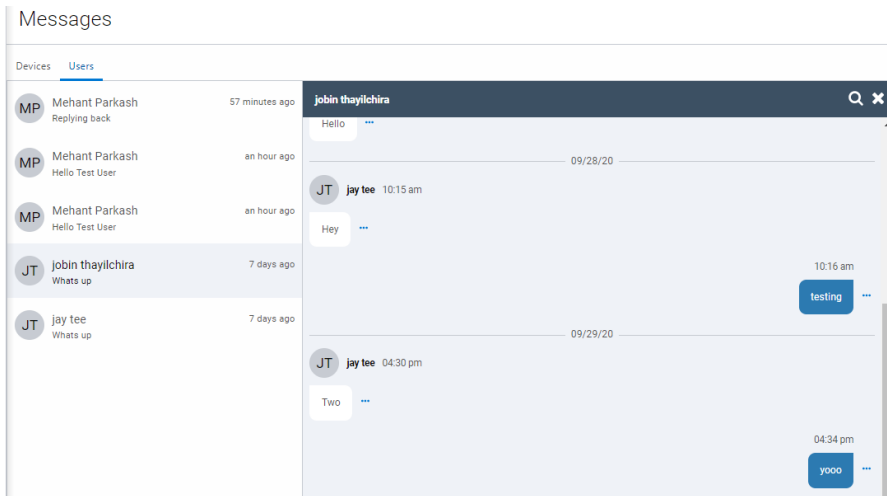 Messages
Devices Users
MP Mehant Parkash 57 minutes ago
Replying back
MP Mehant Parkash an hour ago
Hello Test User
MP Mehant Parkash an hour ago
Hello Test User
JT jobin thayilchira 7 days ago
Whats up
JT jay tee 7 days ago
Whats up
jobin thayilchira
Hello
09/28/20
JT jay tee 10:15 am
Hey
10:16 am
testing
09/29/20
JT jay tee 04:30 pm
Two
04:34 pm
yooo